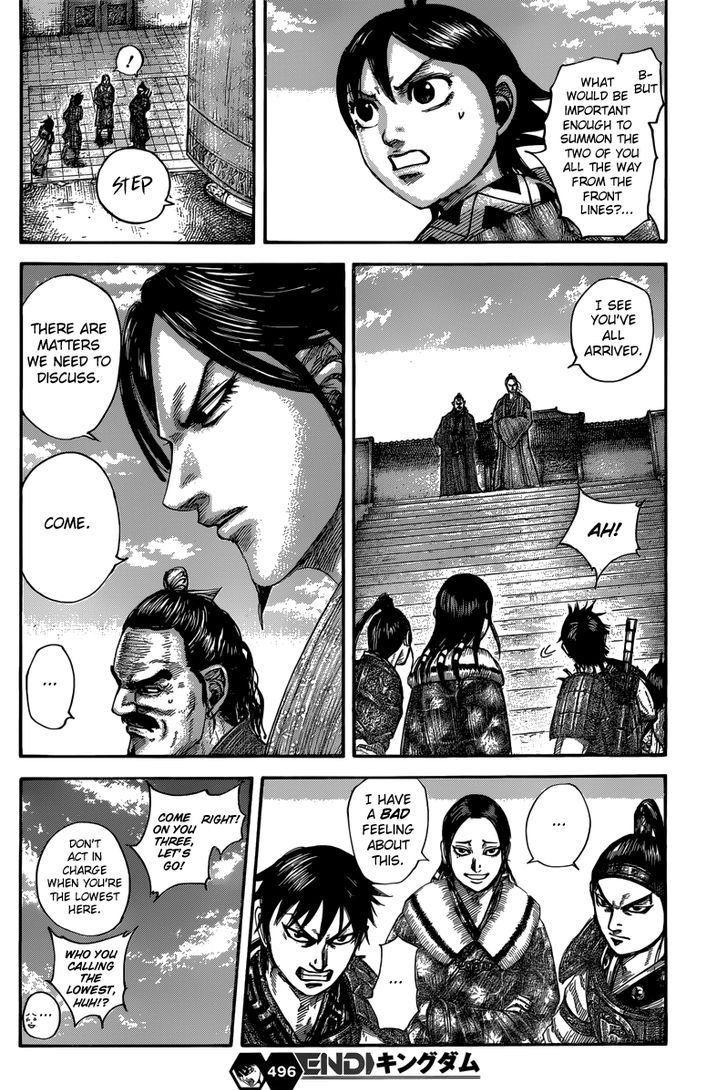 B-
BUT
WHAT
WOULD BE
IMPORTANT
ENOUGH TO
SUMMON THE
TWO OF YOU
ALL THE WAY
FROM THE
FRONT
LINES?...
!
STEP
I SEE
YOU'VE
ALL
ARRIVED.
AH!
THERE ARE
MATTERS
WE NEED TO
DISCUSS.
COME.
...
...
I HAVE
A BAD
FEELING
ABOUT
THIS.
...
RIGHT!
COME
ON YOU
THREE,
LET'S
GO!
DON'T
ACT IN
CHARGE
WHEN YOU'RE
THE LOWEST
HERE.
WHO YOU
CALLING
THE
LOWEST,
HUH!?
...
496 END キングダム